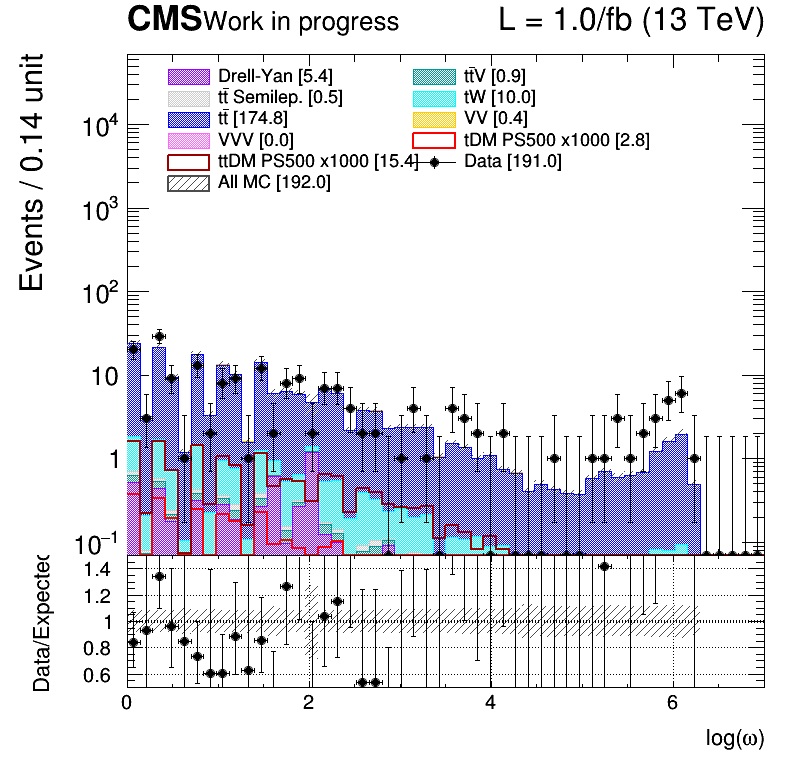 CMS Work in progress L = 1.0/fb (13 TeV)
Events / 0.14 unit
Drell-Yan [5.4] tt̄V [0.9]
tt̄ Semilep. [0.5] tW [10.0]
tt̄ [174.8] VV [0.4]
VVV [0.0] tDM PS500 x1000 [2.8]
ttDM PS500 x1000 [15.4] Data [191.0]
All MC [192.0]
10⁴
10³
10²
10
1
10⁻¹
Data/Expected
1.4
1.2
1
0.8
0.6
0 2 4 6
log(ω)